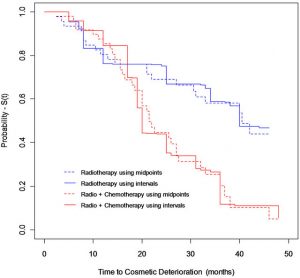 Probability - S(t)
1.0
0.8
0.6
0.4
0.2
0.0
Radiotherapy using midpoints
Radiotherapy using intervals
Radio + Chemotherapy using midpoints
Radio + Chemotherapy using intervals
0 10 20 30 40 50
Time to Cosmetic Deterioration (months)